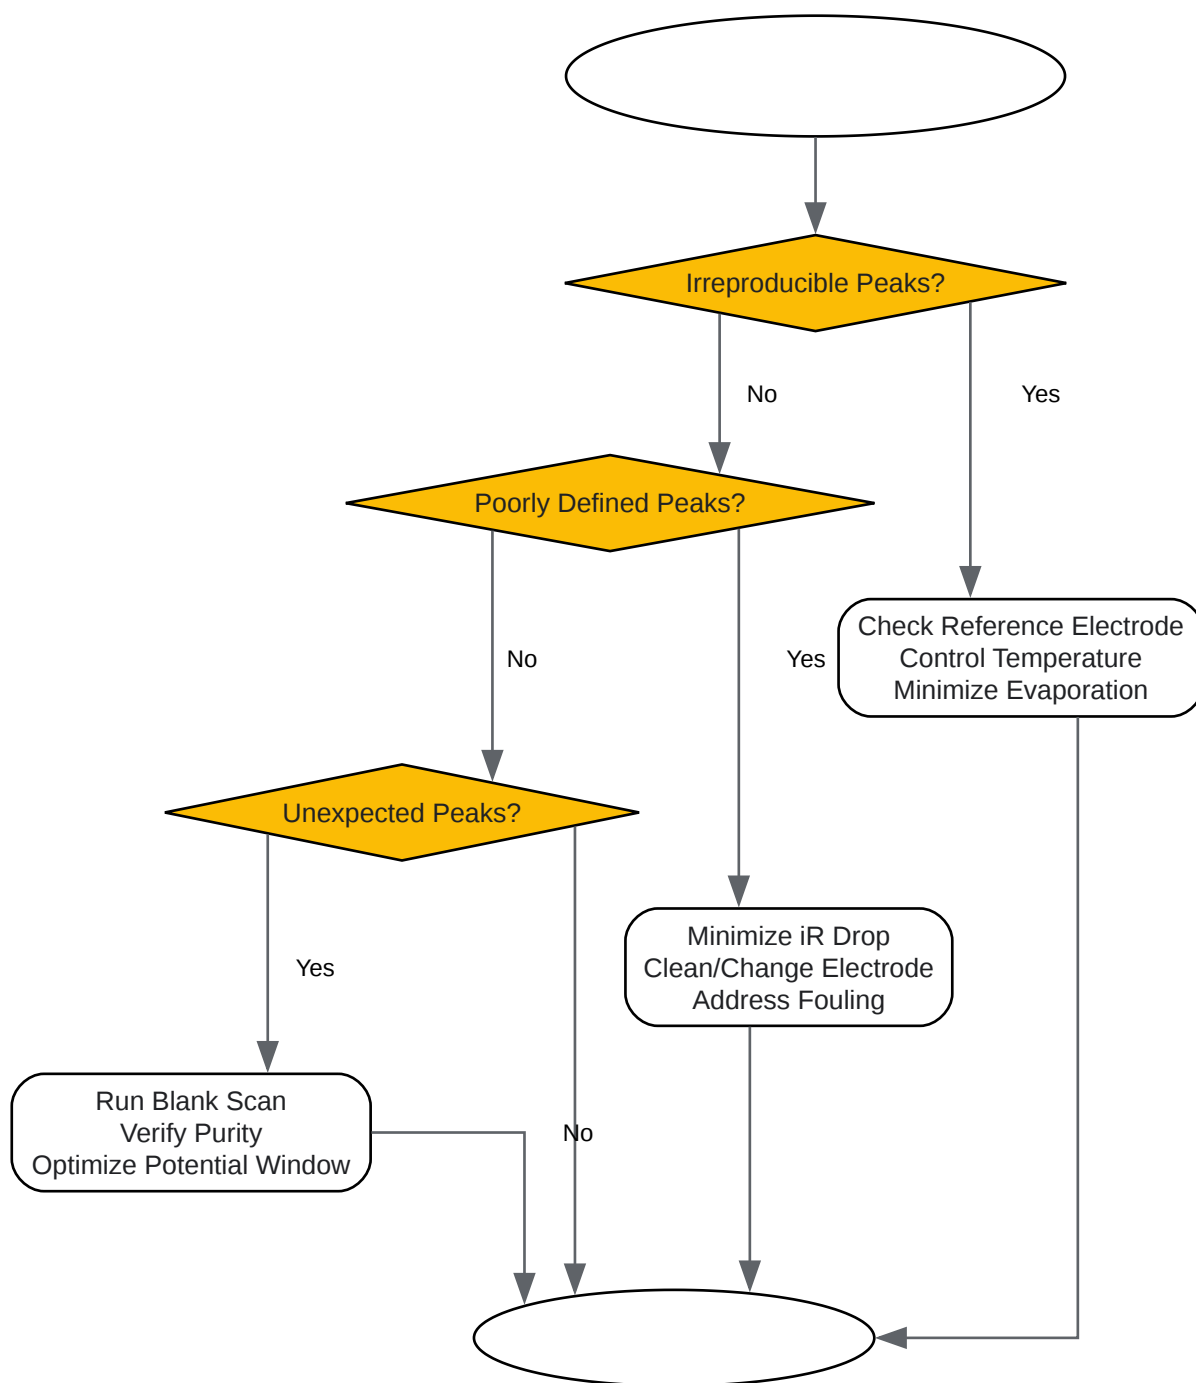 Irreproducible Peaks?
No
Yes
Poorly Defined Peaks?
Check Reference Electrode
Control Temperature
Minimize Evaporation
No
Yes
Unexpected Peaks?
Minimize iR Drop
Clean/Change Electrode
Address Fouling
Yes
Run Blank Scan
Verify Purity
Optimize Potential Window
No